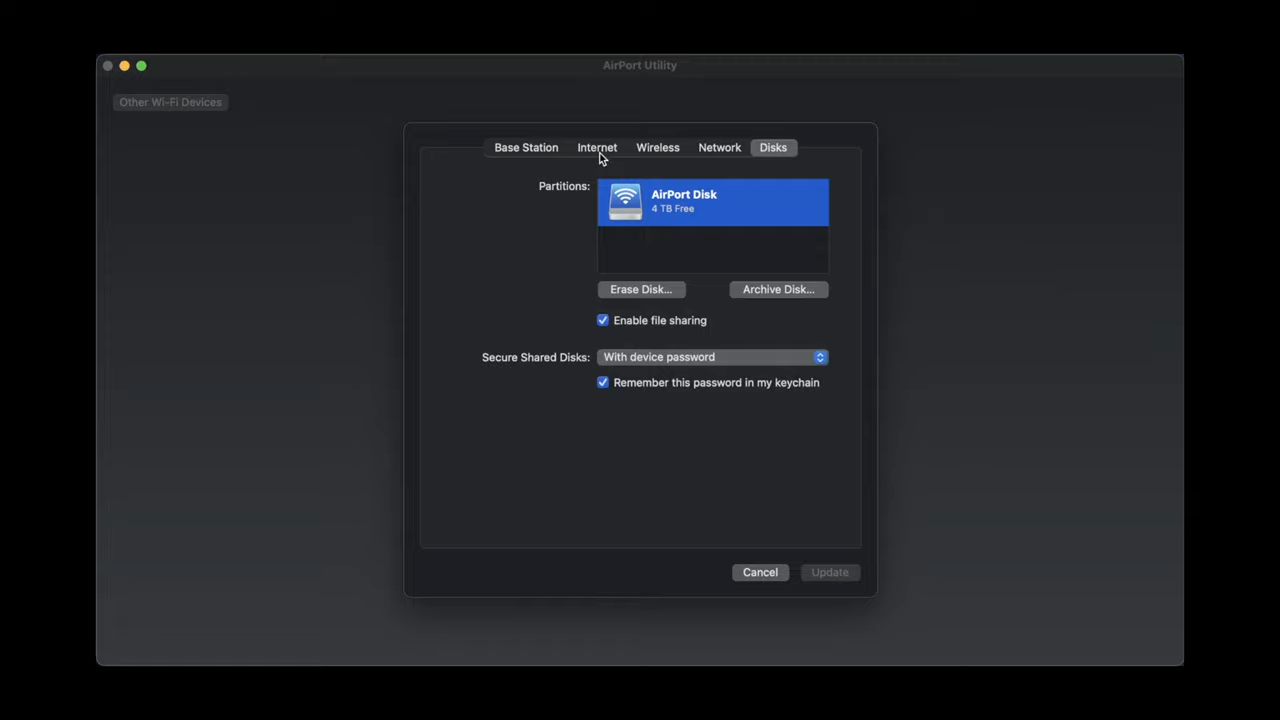 AirPort Utility
Other Wi-Fi Devices
Base Station Internet Wireless Network Disks
Partitions:
AirPort Disk
4 TB Free
Erase Disk... Archive Disk...
Enable file sharing
Secure Shared Disks: With device password
Remember this password in my keychain
Cancel Update